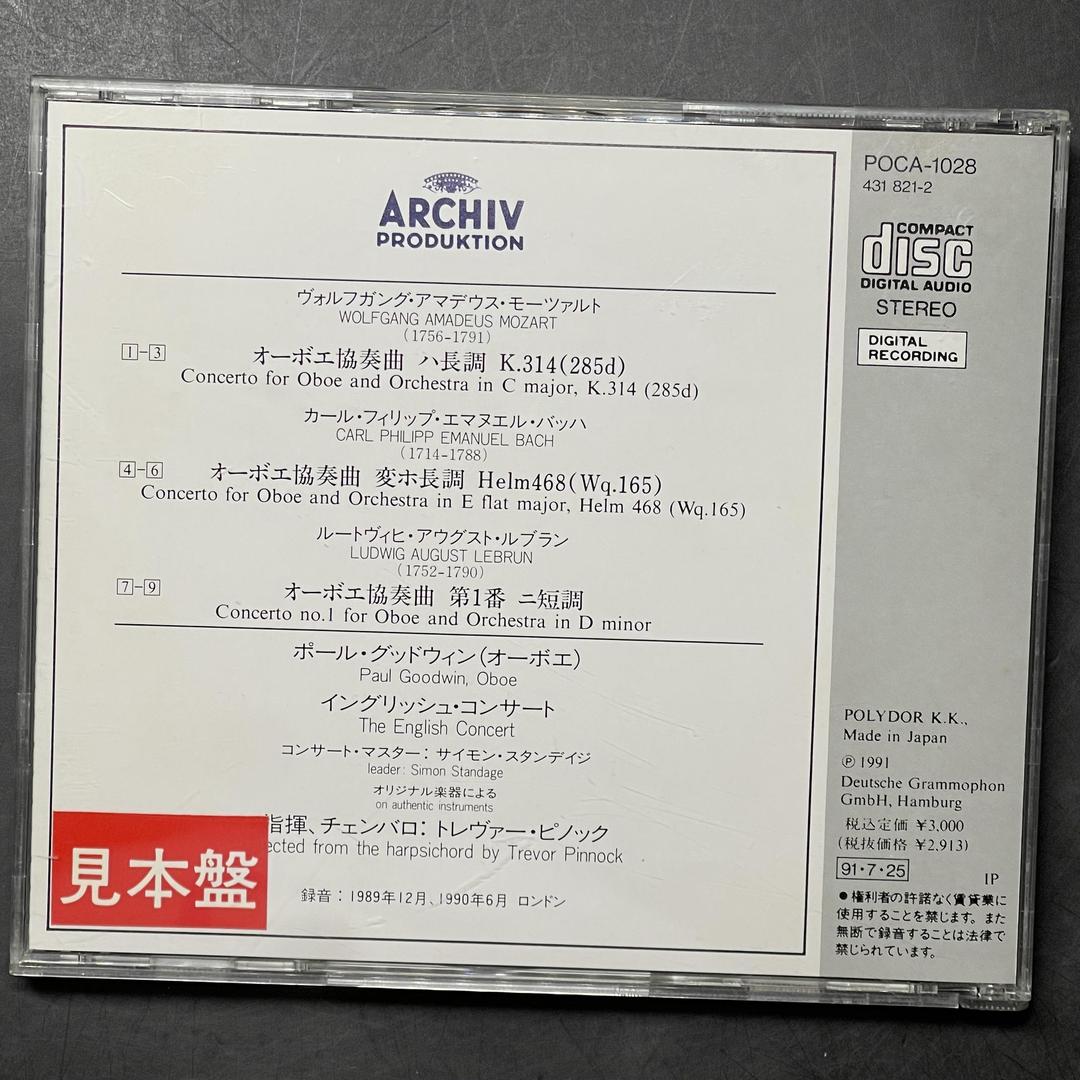 ARCHIV
PRODUKTION
ヴォルフガング・アマデウス・モーツァルト
WOLFGANG AMADEUS MOZART
(1756-1791)
1-3 オーボエ協奏曲 ハ長調 K.314(285d)
Concerto for Oboe and Orchestra in C major, K.314 (285d)
カール・フィリップ・エマヌエル・バッハ
CARL PHILIPP EMANUEL BACH
(1714-1788)
4-6 オーボエ協奏曲 変ホ長調 Helm468(Wq.165)
Concerto for Oboe and Orchestra in E flat major, Helm 468 (Wq.165)
ルートヴィヒ・アウグスト・ルブラン
LUDWIG AUGUST LEBRUN
(1752-1790)
7-9 オーボエ協奏曲 第1番 ニ短調
Concerto no.1 for Oboe and Orchestra in D minor
ポール・グッドウィン(オーボエ)
Paul Goodwin, Oboe
イングリッシュ・コンサート
The English Concert
コンサート・マスター: サイモン・スタンデイジ
leader: Simon Standage
オリジナル楽器による
on authentic instruments
指揮、チェンバロ: トレヴァー・ピノック
ected from the harpsichord by Trevor Pinnock
録音:1989年12月、1990年6月 ロンドン
見本盤
POCA-1028
431 821-2
COMPACT
disc
DIGITAL AUDIO
STEREO
DIGITAL
RECORDING
POLYDOR K.K.,
Made in Japan
℗ 1991
Deutsche Grammophon
GmbH, Hamburg
税込定価 ¥3,000
(税抜価格 ¥2,913)
91・7・25
IP
●権利者の許諾なく賃貸業に
使用することを禁じます。また
無断で録音することは法律で
禁じられています。